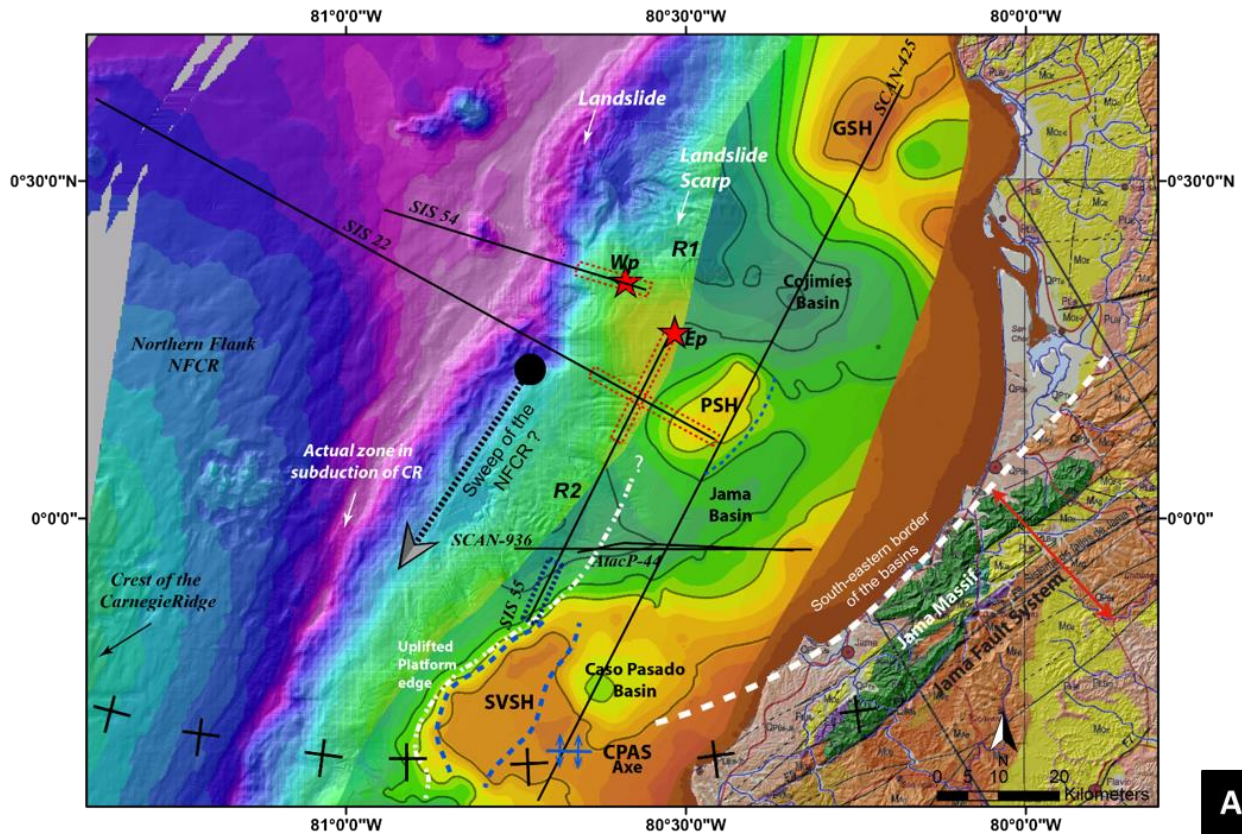 81°0'0"W
80°30'0"W
80°0'0"W
0°30'0"N
0°30'0"N
0°0'0"
0°0'0"
SCAN-425
GSH
Landslide
Landslide
Scarp
SIS 54
SIS 22
R1
Wp
Cojimíes
Basin
Ep
Northern Flank
NFCR
PSH
Actual zone in
subduction of CR
Sweep of the
NFCR ?
?
R2
Jama
Basin
SCAN-936
AtacP-44
South-eastern border
of the basins
Crest of the
CarnegieRidge
SIS 55
Jama Massif
Jama Fault System
Uplifted
Platform
edge
Caso Pasado
Basin
SVSH
CPAS
Axe
Jama
N
0 5 10 20
Kilometers
81°0'0"W
80°30'0"W
80°0'0"W
A